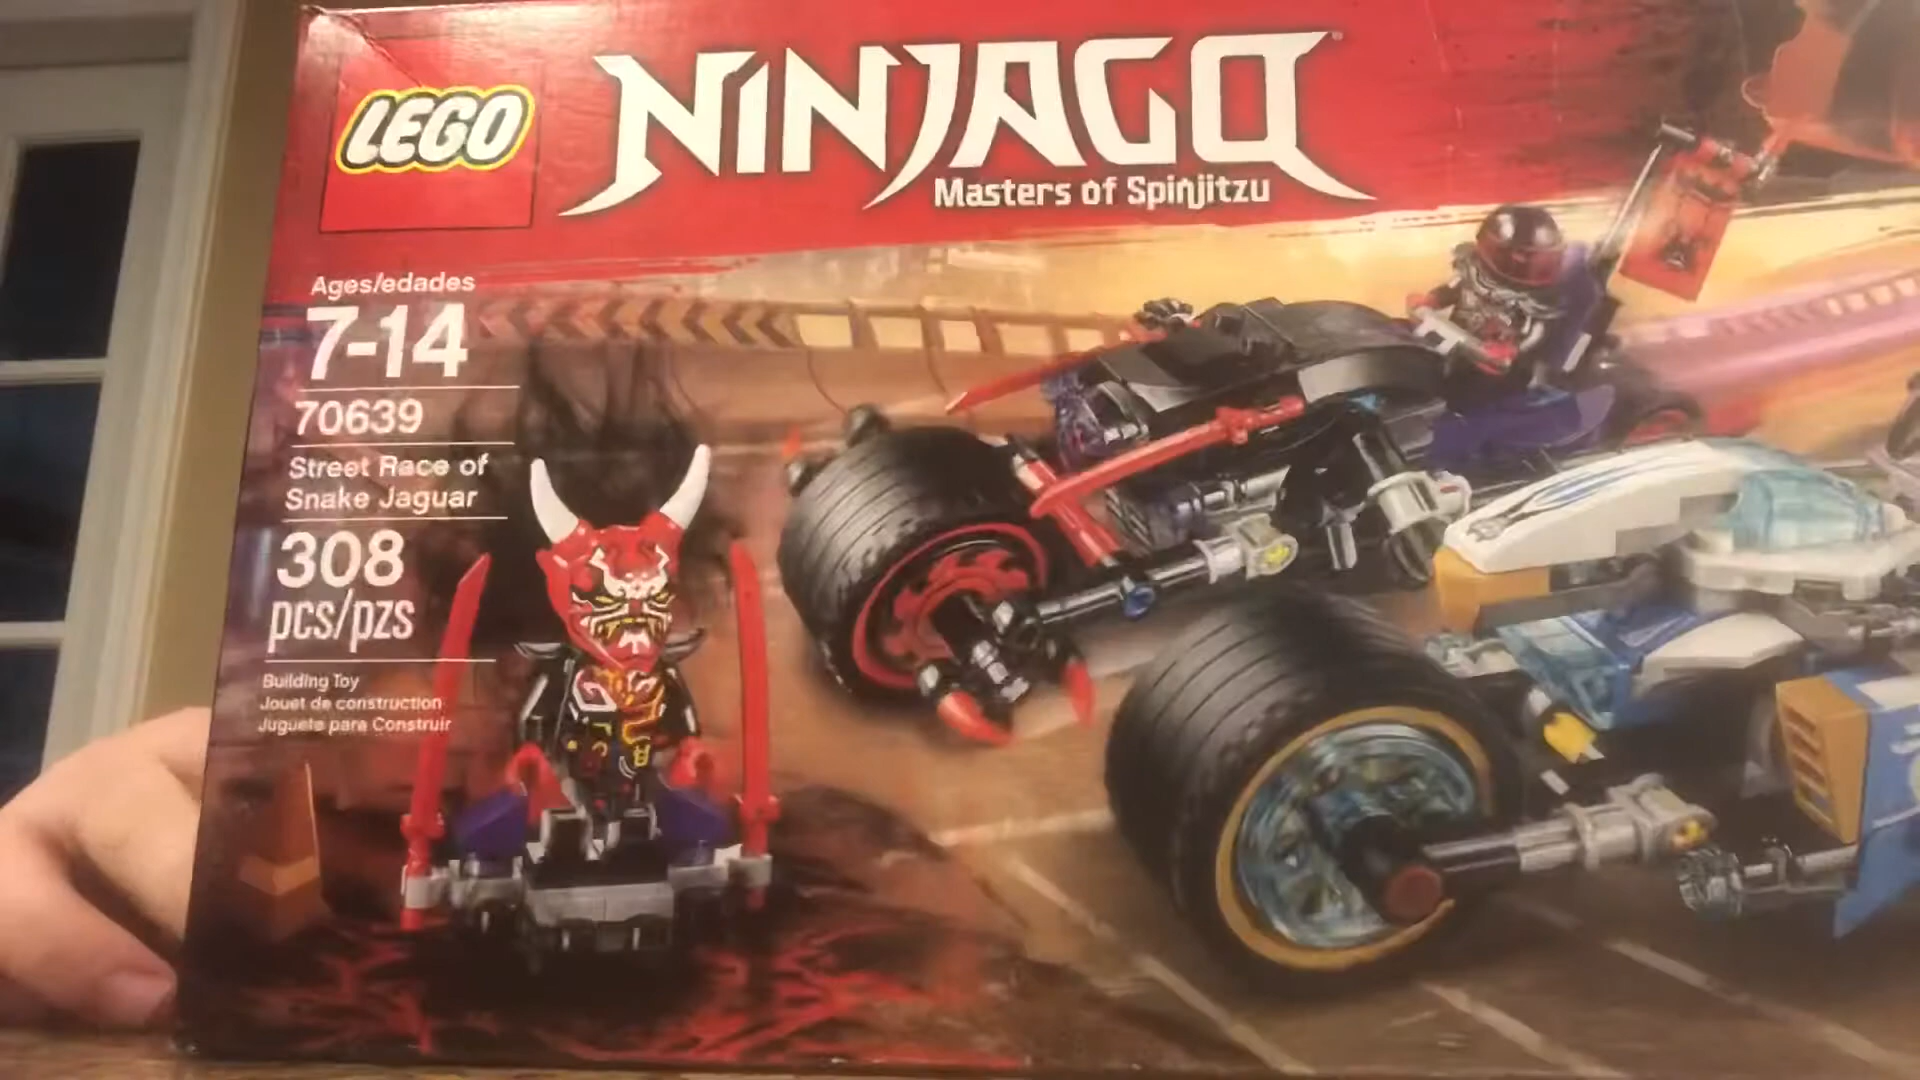 LEGO
NINJAGO
Masters of Spinjitzu
Ages/edades
7-14
70639
Street Race of
Snake Jaguar
308
pcs/pzs
Building Toy
Jouet de construction
Juguete para Construir